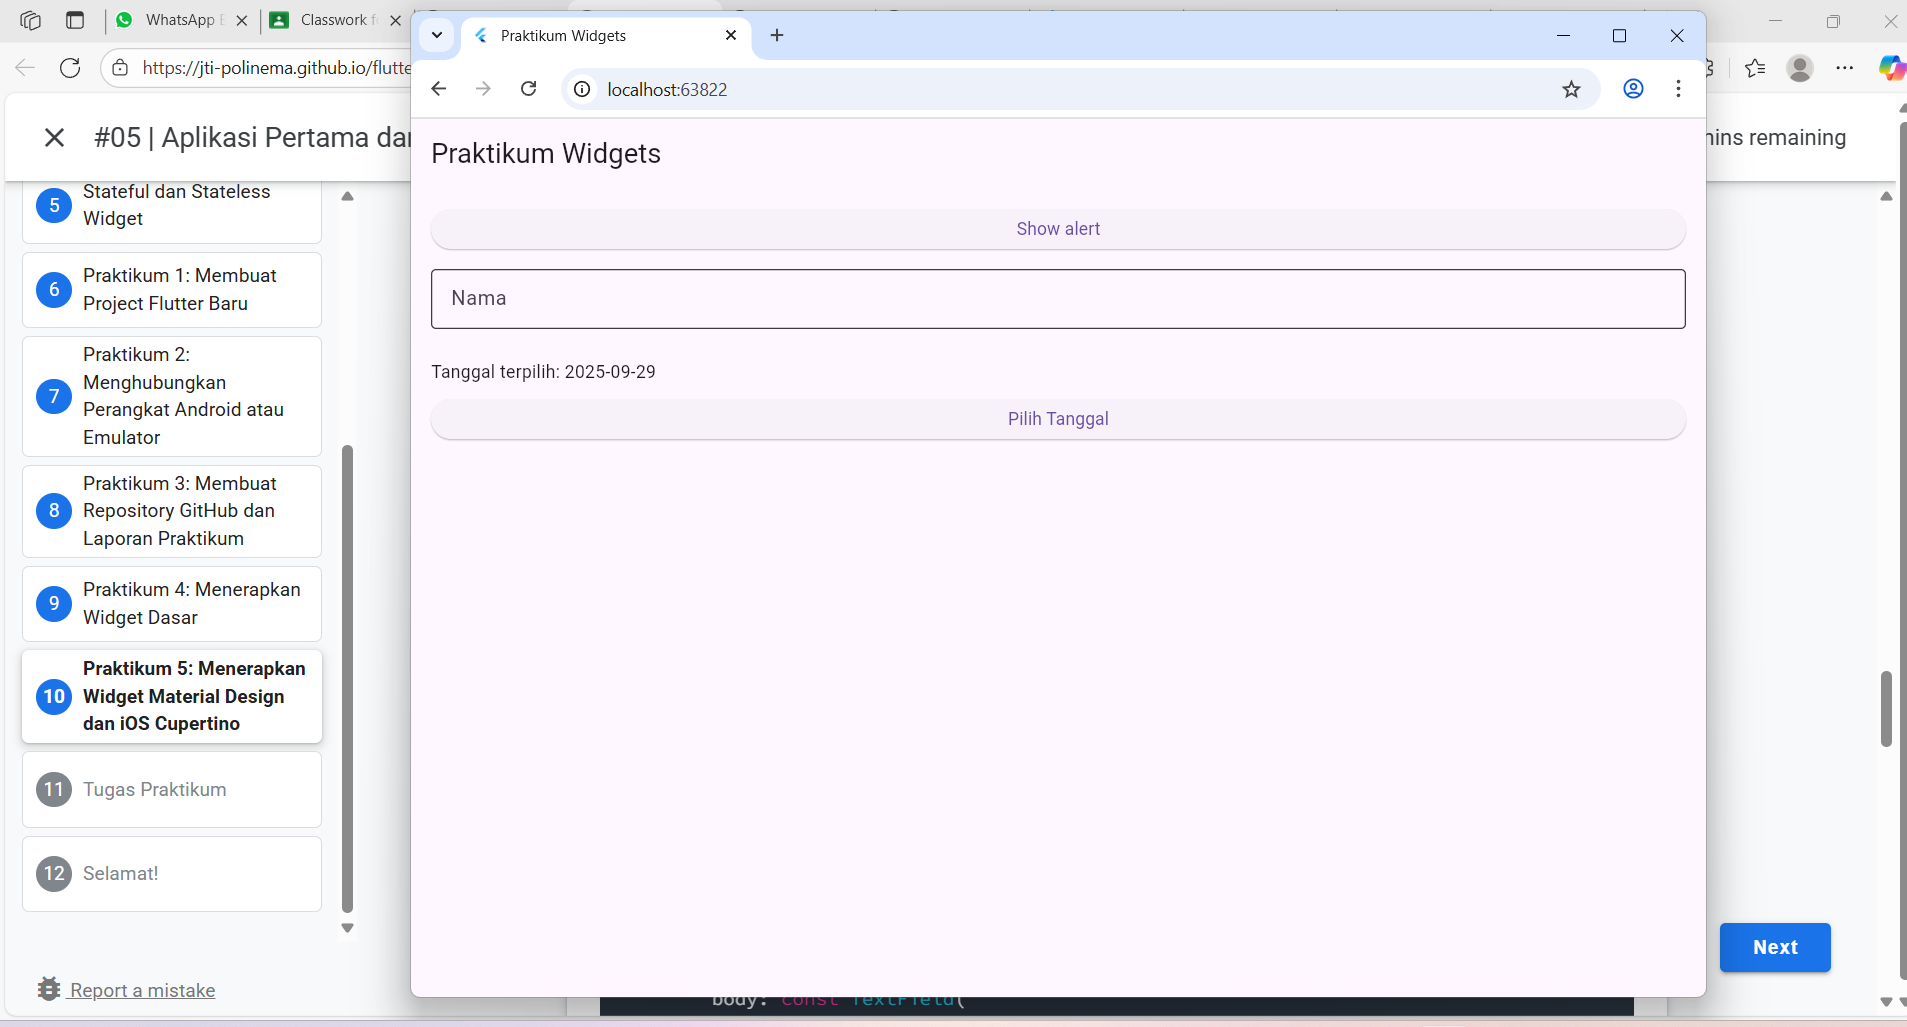 WhatsApp
Classwork
Praktikum Widgets
https://jti-polinema.github.io/flutte
localhost:63822
#05 | Aplikasi Pertama dan
mins remaining
Praktikum Widgets
Show alert
Nama
Tanggal terpilih: 2025-09-29
Pilih Tanggal
5
Stateful dan Stateless
Widget
6
Praktikum 1: Membuat
Project Flutter Baru
7
Praktikum 2:
Menghubungkan
Perangkat Android atau
Emulator
8
Praktikum 3: Membuat
Repository GitHub dan
Laporan Praktikum
9
Praktikum 4: Menerapkan
Widget Dasar
10
Praktikum 5: Menerapkan
Widget Material Design
dan iOS Cupertino
11
Tugas Praktikum
12
Selamat!
Next
Report a mistake
body: const TextField(